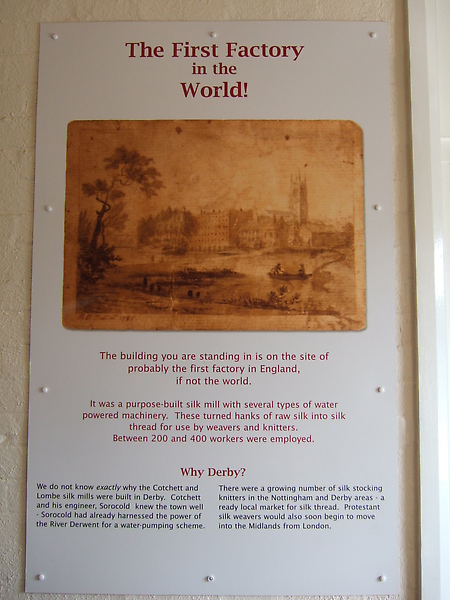 The First Factory
in the
World!
The building you are standing in is on the site of
probably the first factory in England,
if not the world.
It was a purpose-built silk mill with several types of water
powered machinery.  These turned hanks of raw silk into silk
thread for use by weavers and knitters.
Between 200 and 400 workers were employed.
Why Derby?
We do not know exactly why the Cotchett and
Lombe silk mills were built in Derby.  Cotchett
and his engineer, Sorocold  knew the town well
- Sorocold had already harnessed the power of
the River Derwent for a water-pumping scheme.
There were a growing number of silk stocking
knitters in the Nottingham and Derby areas - a
ready local market for silk thread.  Protestant
silk weavers would also soon begin to move
into the Midlands from London.